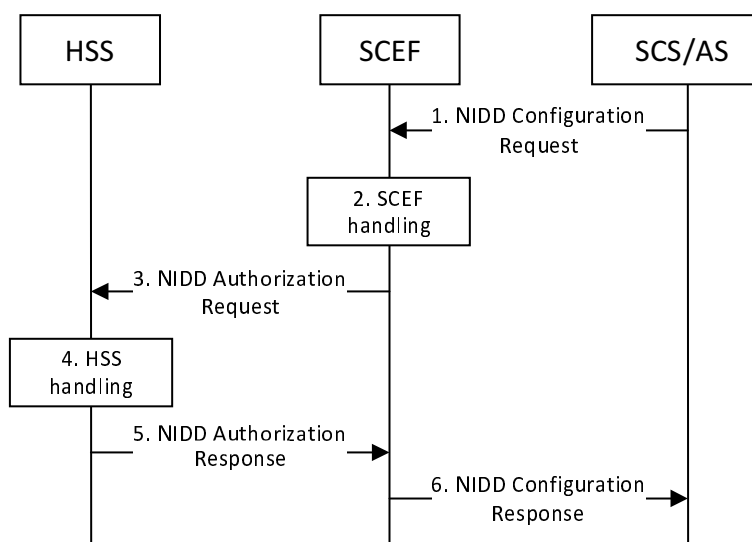 HSS
SCEF
SCS/AS
1. NIDD Configuration
Request
2. SCEF
handling
3. NIDD Authorization
Request
4. HSS
handling
5. NIDD Authorization
Response
6. NIDD Configuration
Response